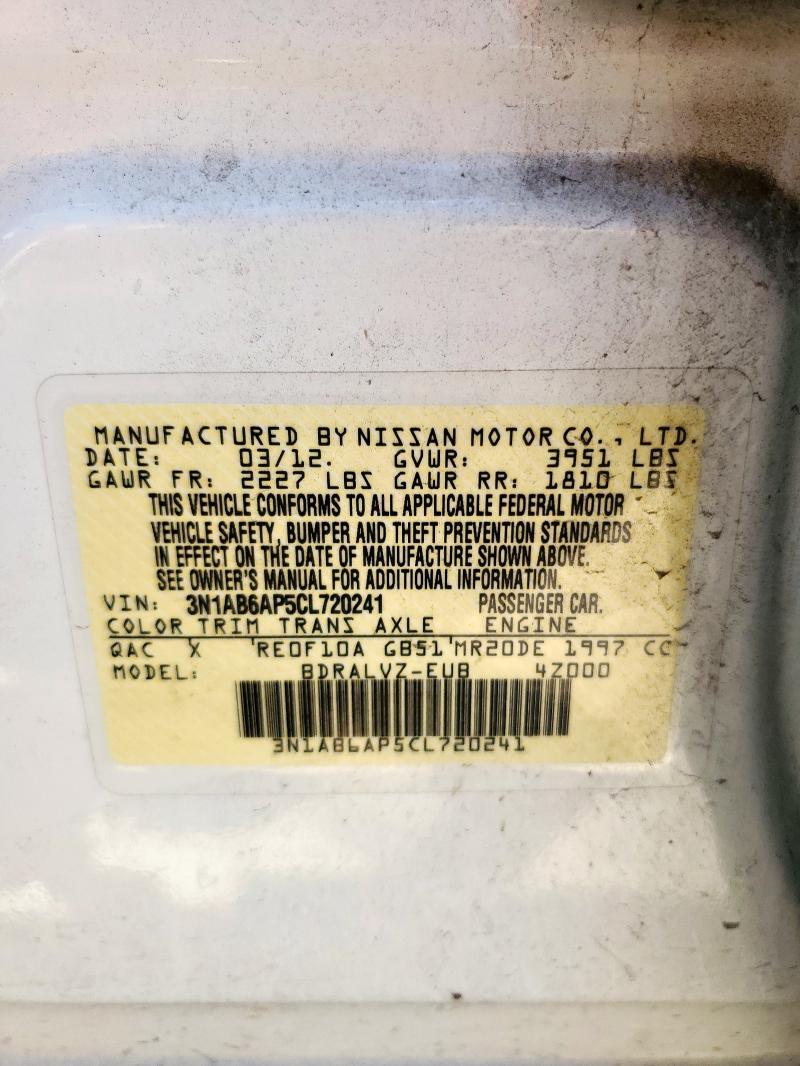 MANUFACTURED BY NISSAN MOTOR CO., LTD.
DATE: 03/12. GVWR: 3951 LBS
GAWR FR: 2227 LBS GAWR RR: 1810 LBS
THIS VEHICLE CONFORMS TO ALL APPLICABLE FEDERAL MOTOR
VEHICLE SAFETY, BUMPER AND THEFT PREVENTION STANDARDS
IN EFFECT ON THE DATE OF MANUFACTURE SHOWN ABOVE.
SEE OWNER'S MANUAL FOR ADDITIONAL INFORMATION.
VIN: 3N1AB6AP5CL720241 PASSENGER CAR.
COLOR TRIM TRANS AXLE ENGINE
QAC X RE0F10A GB51 MR20DE 1997 CC
MODEL: BDRALVZ-EUB 4Z000
3N1AB6AP5CL720241